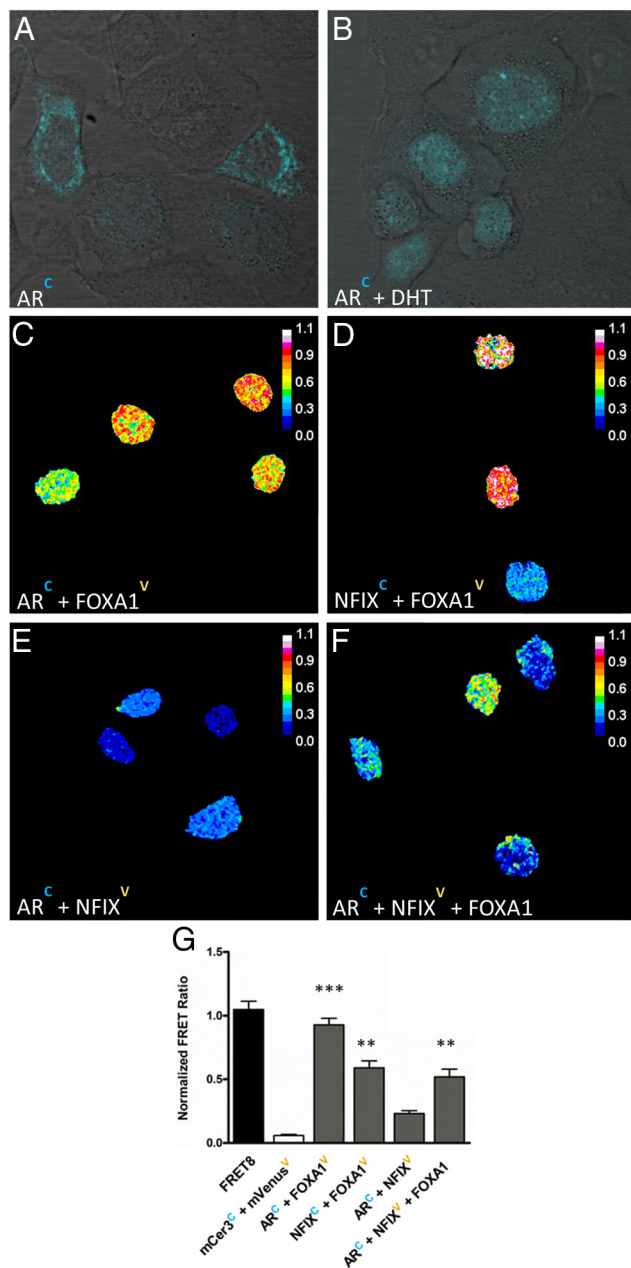 A
AR^C
B
AR^C + DHT
C
1.1
0.9
0.6
0.3
0.0
AR^C + FOXA1^V
D
1.1
0.9
0.6
0.3
0.0
NFIX^C + FOXA1^V
E
1.1
0.9
0.6
0.3
0.0
AR^C + NFIX^V
F
1.1
0.9
0.6
0.3
0.0
AR^C + NFIX^V + FOXA1
G
Normalized FRET Ratio
1.5
1.0
0.5
0.0
***
**
**
FRET8
mCer3^C + mVenus^V
AR^C + FOXA1^V
NFIX^C + FOXA1^V
AR^C + NFIX^V
AR^C + NFIX^V + FOXA1